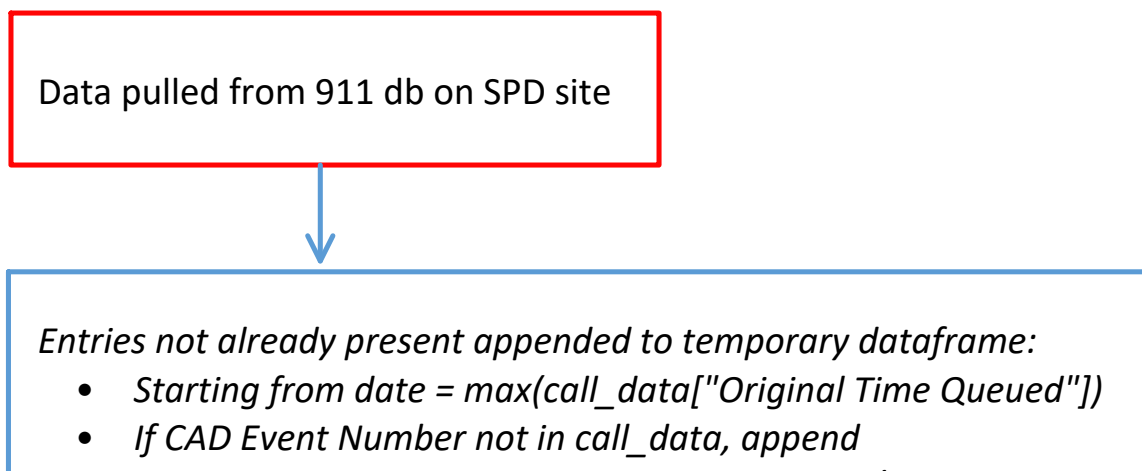 Data pulled from 911 db on SPD site
Entries not already present appended to temporary dataframe:
• Starting from date = max(call_data["Original Time Queued"])
• If CAD Event Number not in call_data, append